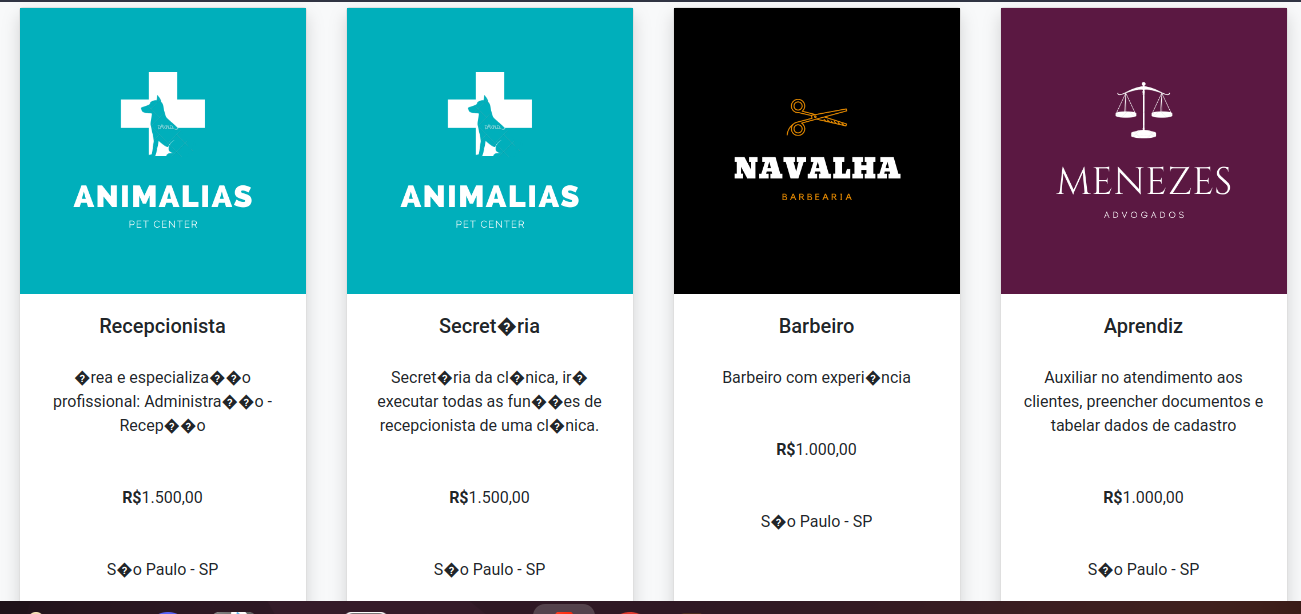 ANIMALIAS
PET CENTER
Recepcionista
�rea e especializa��o
profissional: Administra��o -
Recep��o
R$1.500,00
S�o Paulo - SP
ANIMALIAS
PET CENTER
Secret�ria
Secret�ria da cl�nica, ir�
executar todas as fun��es de
recepcionista de uma cl�nica.
R$1.500,00
S�o Paulo - SP
NAVALHA
BARBEARIA
Barbeiro
Barbeiro com experi�ncia
R$1.000,00
S�o Paulo - SP
MENEZES
ADVOGADOS
Aprendiz
Auxiliar no atendimento aos
clientes, preencher documentos e
tabelar dados de cadastro
R$1.000,00
S�o Paulo - SP